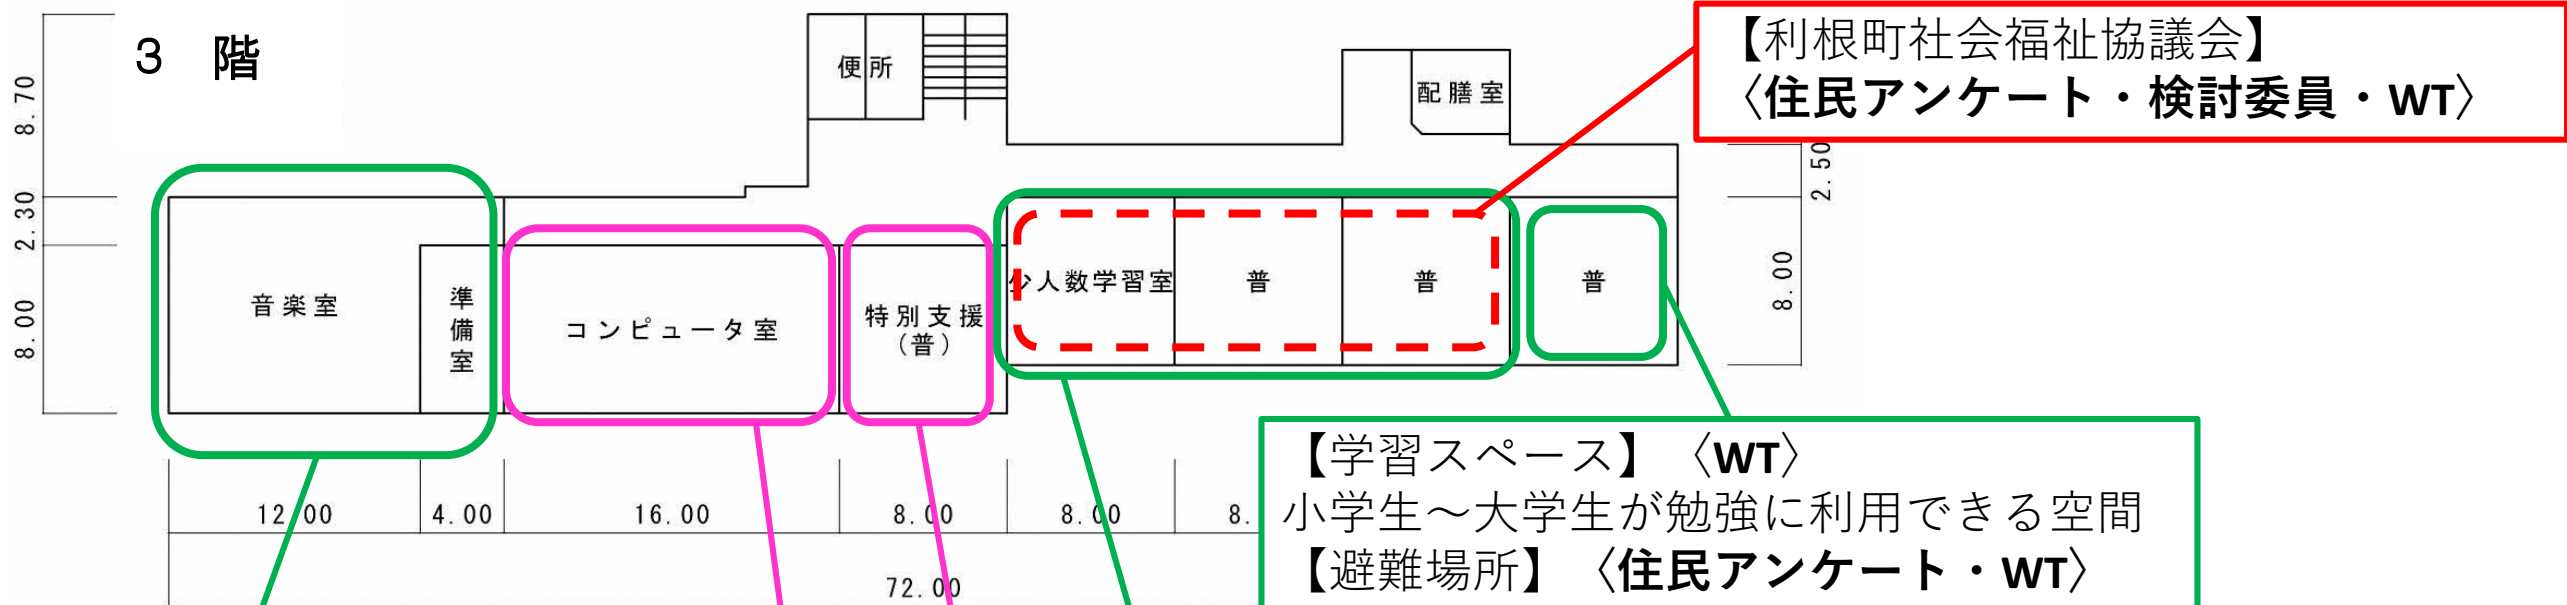 3 階
【利根町社会福祉協議会】
〈住民アンケート・検討委員・WT〉
便所
配膳室
8.70
2.30
8.00
2.50
8.00
音楽室
準備室
コンピュータ室
特別支援
(普)
少人数学習室
普
普
普
12.00
4.00
16.00
8.00
8.00
8.
72.00
【学習スペース】〈WT〉
小学生～大学生が勉強に利用できる空間
【避難場所】〈住民アンケート・WT〉